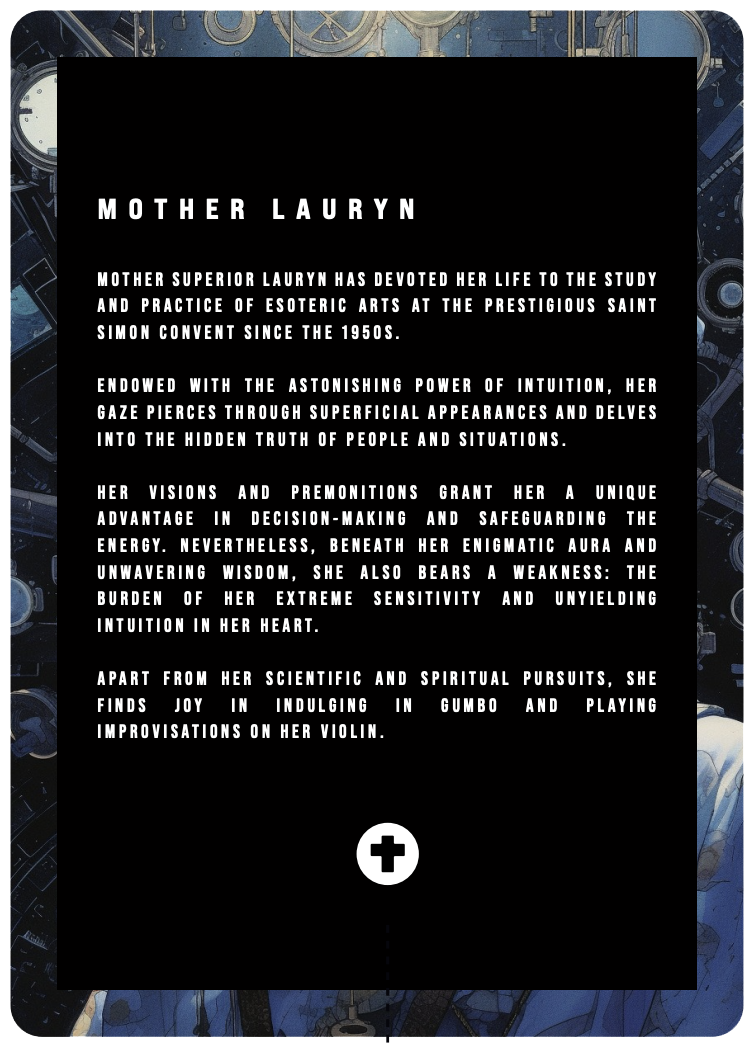 MOTHER LAURYN
MOTHER SUPERIOR LAURYN HAS DEVOTED HER LIFE TO THE STUDY
AND PRACTICE OF ESOTERIC ARTS AT THE PRESTIGIOUS SAINT
SIMON CONVENT SINCE THE 1950S.
ENDOWED WITH THE ASTONISHING POWER OF INTUITION, HER
GAZE PIERCES THROUGH SUPERFICIAL APPEARANCES AND DELVES
INTO THE HIDDEN TRUTH OF PEOPLE AND SITUATIONS.
HER VISIONS AND PREMONITIONS GRANT HER A UNIQUE
ADVANTAGE IN DECISION-MAKING AND SAFEGUARDING THE
ENERGY. NEVERTHELESS, BENEATH HER ENIGMATIC AURA AND
UNWAVERING WISDOM, SHE ALSO BEARS A WEAKNESS: THE
BURDEN OF HER EXTREME SENSITIVITY AND UNYIELDING
INTUITION IN HER HEART.
APART FROM HER SCIENTIFIC AND SPIRITUAL PURSUITS, SHE
FINDS JOY IN INDULGING IN GUMBO AND PLAYING
IMPROVISATIONS ON HER VIOLIN.